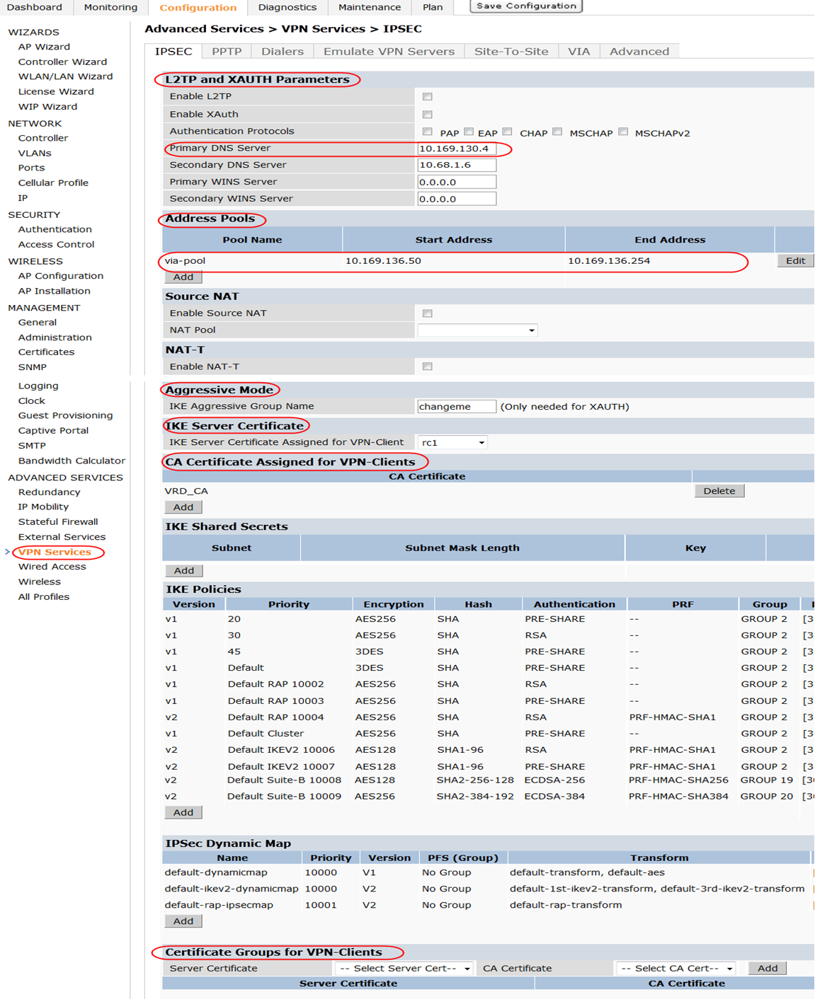 Dashboard Monitoring Configuration Diagnostics Maintenance Plan Save Configuration
WIZARDS
AP Wizard
Controller Wizard
WLAN/LAN Wizard
License Wizard
WIP Wizard
NETWORK
Controller
VLANs
Ports
Cellular Profile
IP
SECURITY
Authentication
Access Control
WIRELESS
AP Configuration
AP Installation
MANAGEMENT
General
Administration
Certificates
SNMP
Logging
Clock
Guest Provisioning
Captive Portal
SMTP
Bandwidth Calculator
ADVANCED SERVICES
Redundancy
IP Mobility
Stateful Firewall
External Services
> VPN Services
Wired Access
Wireless
All Profiles
Advanced Services > VPN Services > IPSEC
IPSEC PPTP Dialers Emulate VPN Servers Site-To-Site VIA Advanced
L2TP and XAUTH Parameters
Enable L2TP
Enable XAuth
Authentication Protocols PAP EAP CHAP MSCHAP MSCHAPv2
Primary DNS Server 10.169.130.4
Secondary DNS Server 10.68.1.6
Primary WINS Server 0.0.0.0
Secondary WINS Server 0.0.0.0
Address Pools
Pool Name Start Address End Address
via-pool 10.169.136.50 10.169.136.254 Edit
Add
Source NAT
Enable Source NAT
NAT Pool
NAT-T
Enable NAT-T
Aggressive Mode
IKE Aggressive Group Name changeme (Only needed for XAUTH)
IKE Server Certificate
IKE Server Certificate Assigned for VPN-Client rc1
CA Certificate Assigned for VPN-Clients
CA Certificate
VRD_CA Delete
Add
IKE Shared Secrets
Subnet Subnet Mask Length Key
Add
IKE Policies
Version Priority Encryption Hash Authentication PRF Group
v1 20 AES256 SHA PRE-SHARE -- GROUP 2 [3
v1 30 AES256 SHA RSA -- GROUP 2 [3
v1 45 3DES SHA PRE-SHARE -- GROUP 2 [3
v1 Default 3DES SHA PRE-SHARE -- GROUP 2 [3
v1 Default RAP 10002 AES256 SHA RSA -- GROUP 2 [3
v1 Default RAP 10003 AES256 SHA PRE-SHARE -- GROUP 2 [3
v2 Default RAP 10004 AES256 SHA RSA PRF-HMAC-SHA1 GROUP 2 [3
v1 Default Cluster AES256 SHA PRE-SHARE -- GROUP 2 [3
v2 Default IKEV2 10006 AES128 SHA1-96 RSA PRF-HMAC-SHA1 GROUP 2 [3
v2 Default IKEV2 10007 AES128 SHA1-96 PRE-SHARE PRF-HMAC-SHA1 GROUP 2 [3
v2 Default Suite-B 10008 AES128 SHA2-256-128 ECDSA-256 PRF-HMAC-SHA256 GROUP 19 [30
v2 Default Suite-B 10009 AES256 SHA2-384-192 ECDSA-384 PRF-HMAC-SHA384 GROUP 20 [30
Add
IPSec Dynamic Map
Name Priority Version PFS (Group) Transform
default-dynamicmap 10000 V1 No Group default-transform, default-aes
default-ikev2-dynamicmap 10000 V2 No Group default-1st-ikev2-transform, default-3rd-ikev2-transform
default-rap-ipsecmap 10001 V2 No Group default-rap-transform
Add
Certificate Groups for VPN-Clients
Server Certificate -- Select Server Cert-- CA Certificate -- Select CA Cert-- Add
Server Certificate CA Certificate